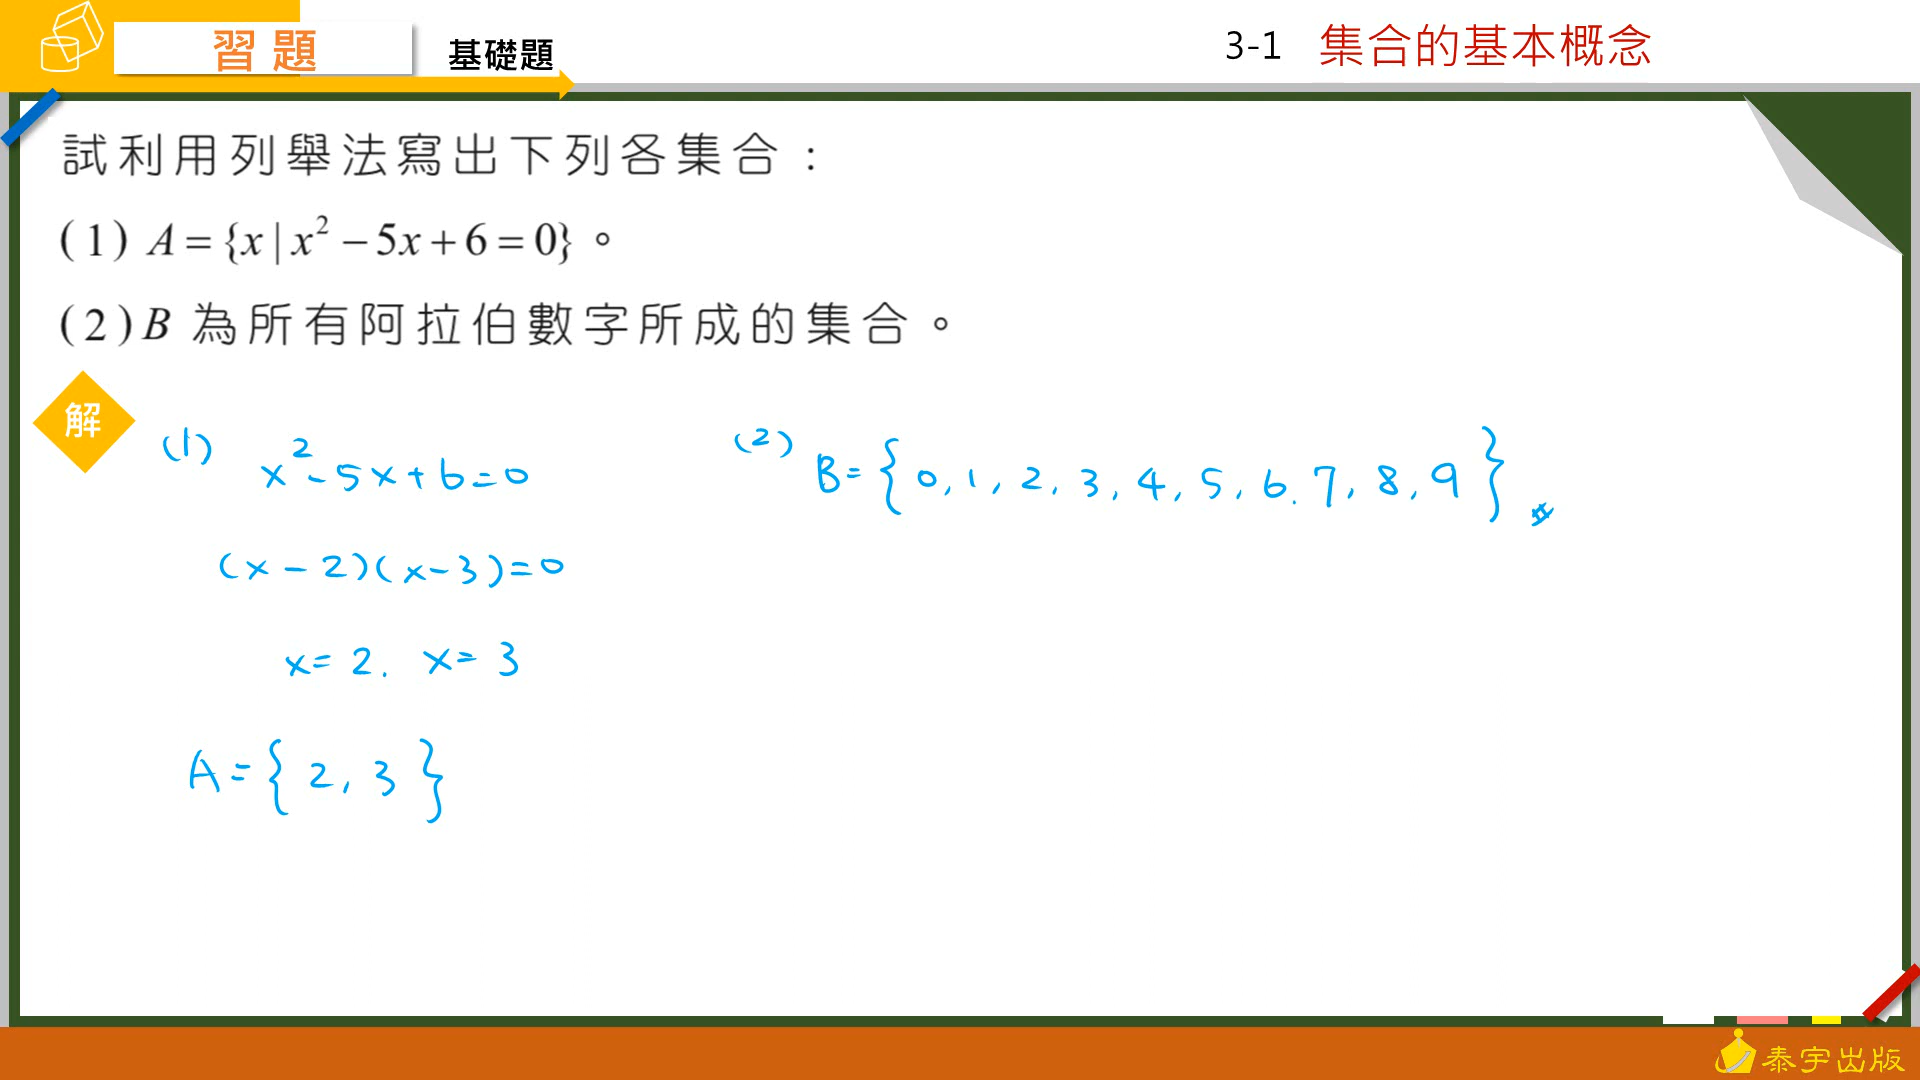 習題
基礎題
3-1 集合的基本概念
試利用列舉法寫出下列各集合：
(1) A = {x | x² − 5x + 6 = 0}。
(2) B 為所有阿拉伯數字所成的集合。
解
(1)
x² - 5x + 6 = 0
(x - 2)(x - 3) = 0
x = 2. x = 3
A = { 2, 3 }
(2) B = { 0, 1, 2, 3, 4, 5, 6. 7, 8, 9 } #
泰宇出版